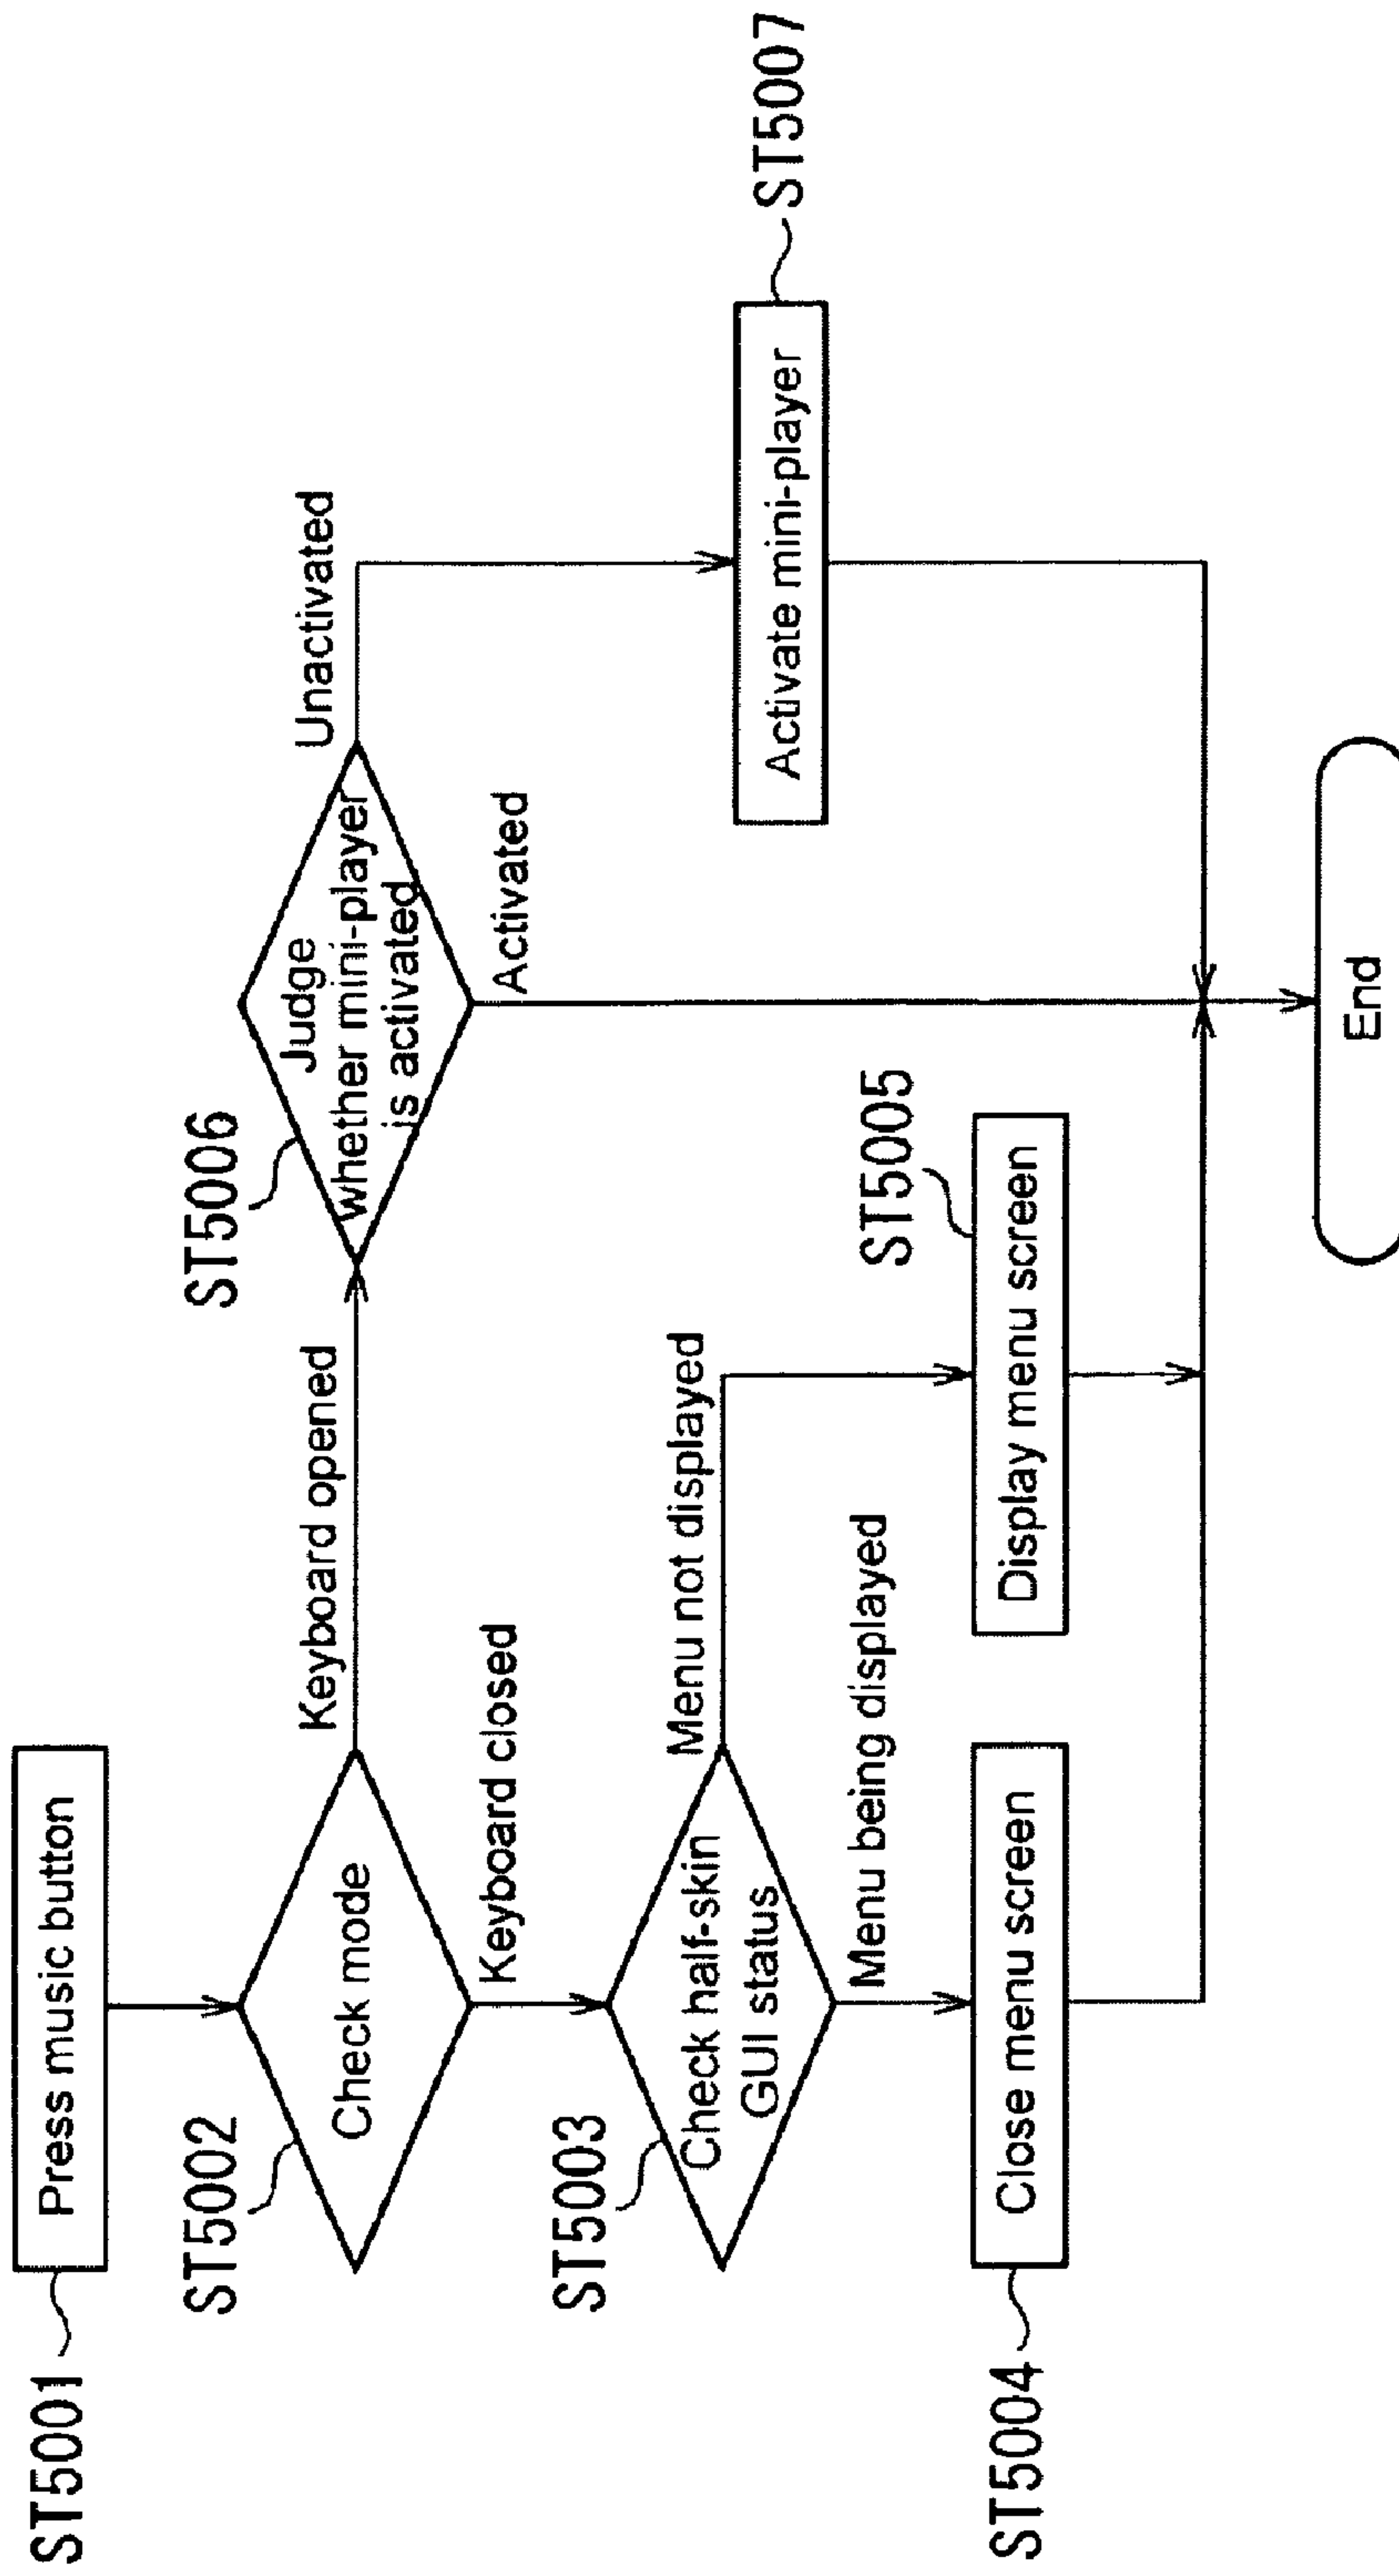 ST5001
Press music button
ST5002
Check mode
Keyboard opened
Keyboard closed
ST5006
Judge
whether mini-player
is activated
Unactivated
Activated
ST5003
Check half-skin
GUI status
Menu not displayed
Menu being displayed
ST5007
Activate mini-player
ST5004
Close menu screen
ST5005
Display menu screen
End